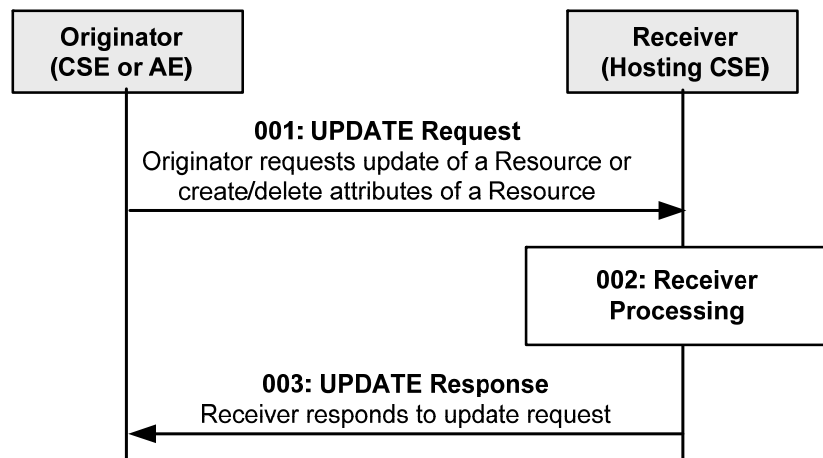 Originator
(CSE or AE)
Receiver
(Hosting CSE)
001: UPDATE Request
Originator requests update of a Resource or
create/delete attributes of a Resource
002: Receiver
Processing
003: UPDATE Response
Receiver responds to update request